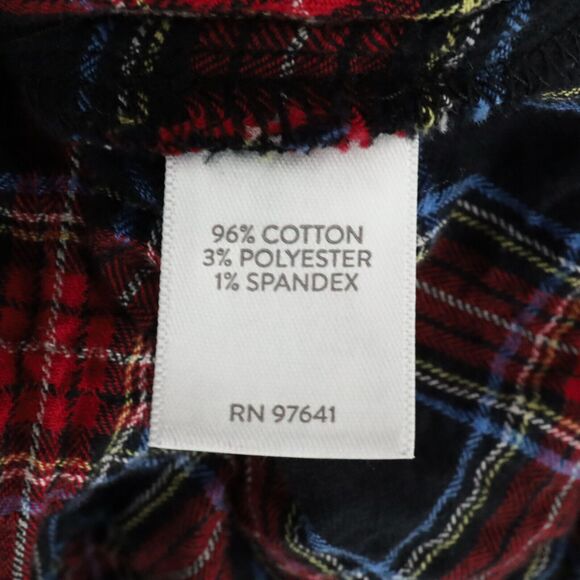 96% COTTON
3% POLYESTER
1% SPANDEX
RN 97641